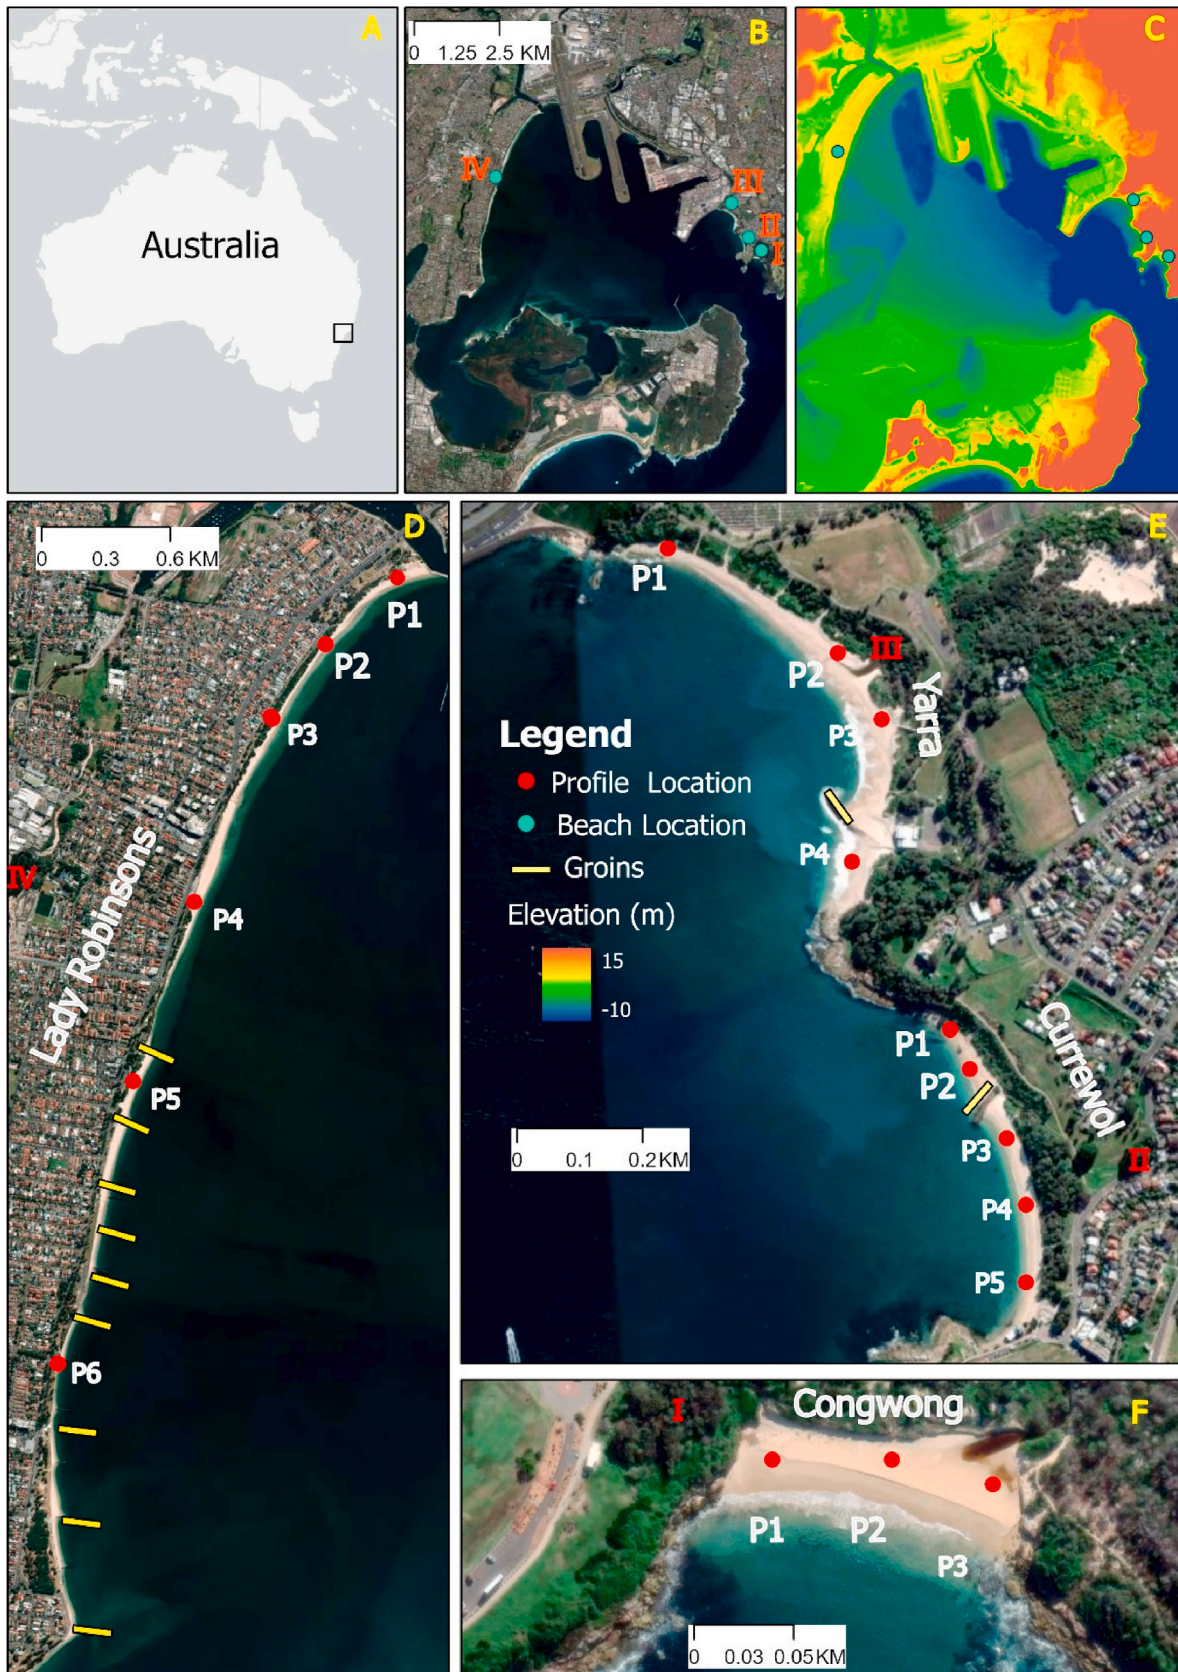 A
Australia
B
0 1.25 2.5 KM
IV
III
II
I
C
D
0 0.3 0.6 KM
P1
P2
P3
P4
P5
P6
IV
Lady Robinsons
E
P1
P2
III
P3
Yarra
P4
Legend
Profile Location
Beach Location
Groins
Elevation (m)
15
-10
P1
P2
P3
P4
P5
Currewol
II
0 0.1 0.2 KM
I
Congwong
F
P1
P2
P3
0 0.03 0.05 KM